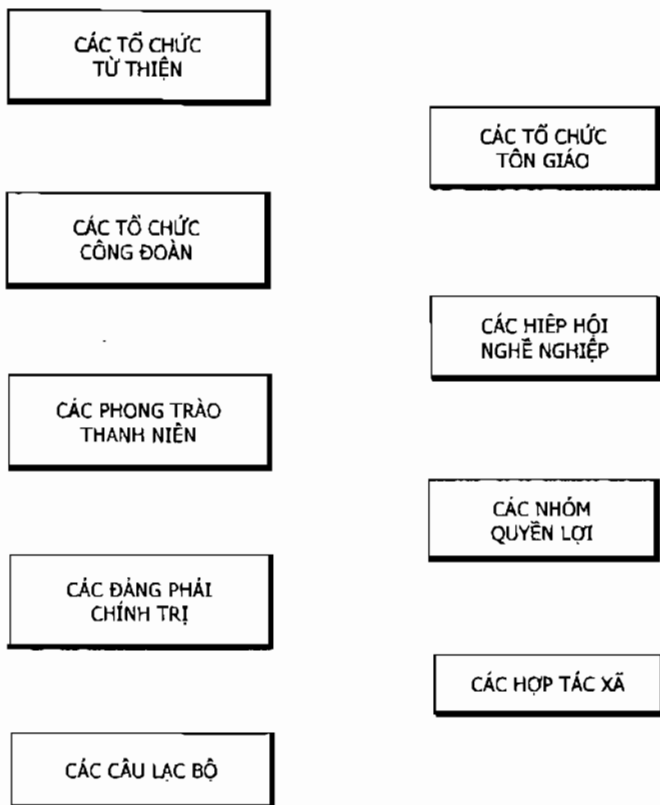 CÁC TỔ CHỨC
TỪ THIỆN
CÁC TỔ CHỨC
TÔN GIÁO
CÁC TỔ CHỨC
CÔNG ĐOÀN
CÁC HIỆP HỘI
NGHỀ NGHIỆP
CÁC PHONG TRÀO
THANH NIÊN
CÁC NHÓM
QUYỀN LỢI
CÁC ĐẢNG PHÁI
CHÍNH TRỊ
CÁC HỢP TÁC XÃ
CÁC CÂU LẠC BỘ